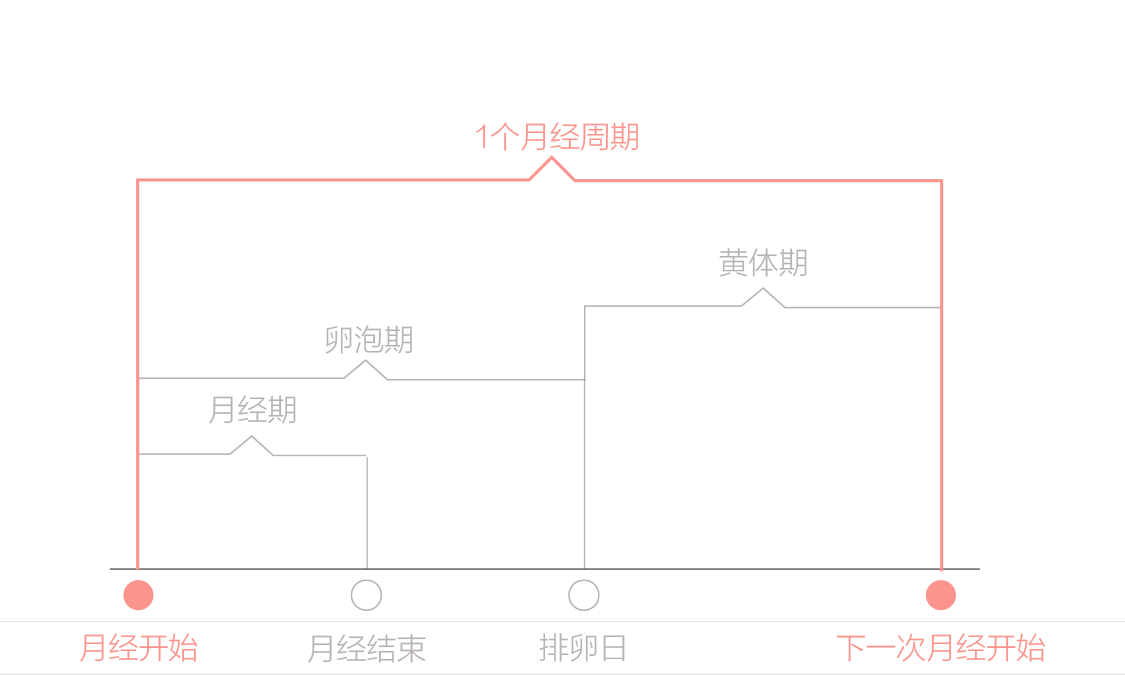 1个月经周期
黄体期
卵泡期
月经期
月经开始
月经结束
排卵日
下一次月经开始